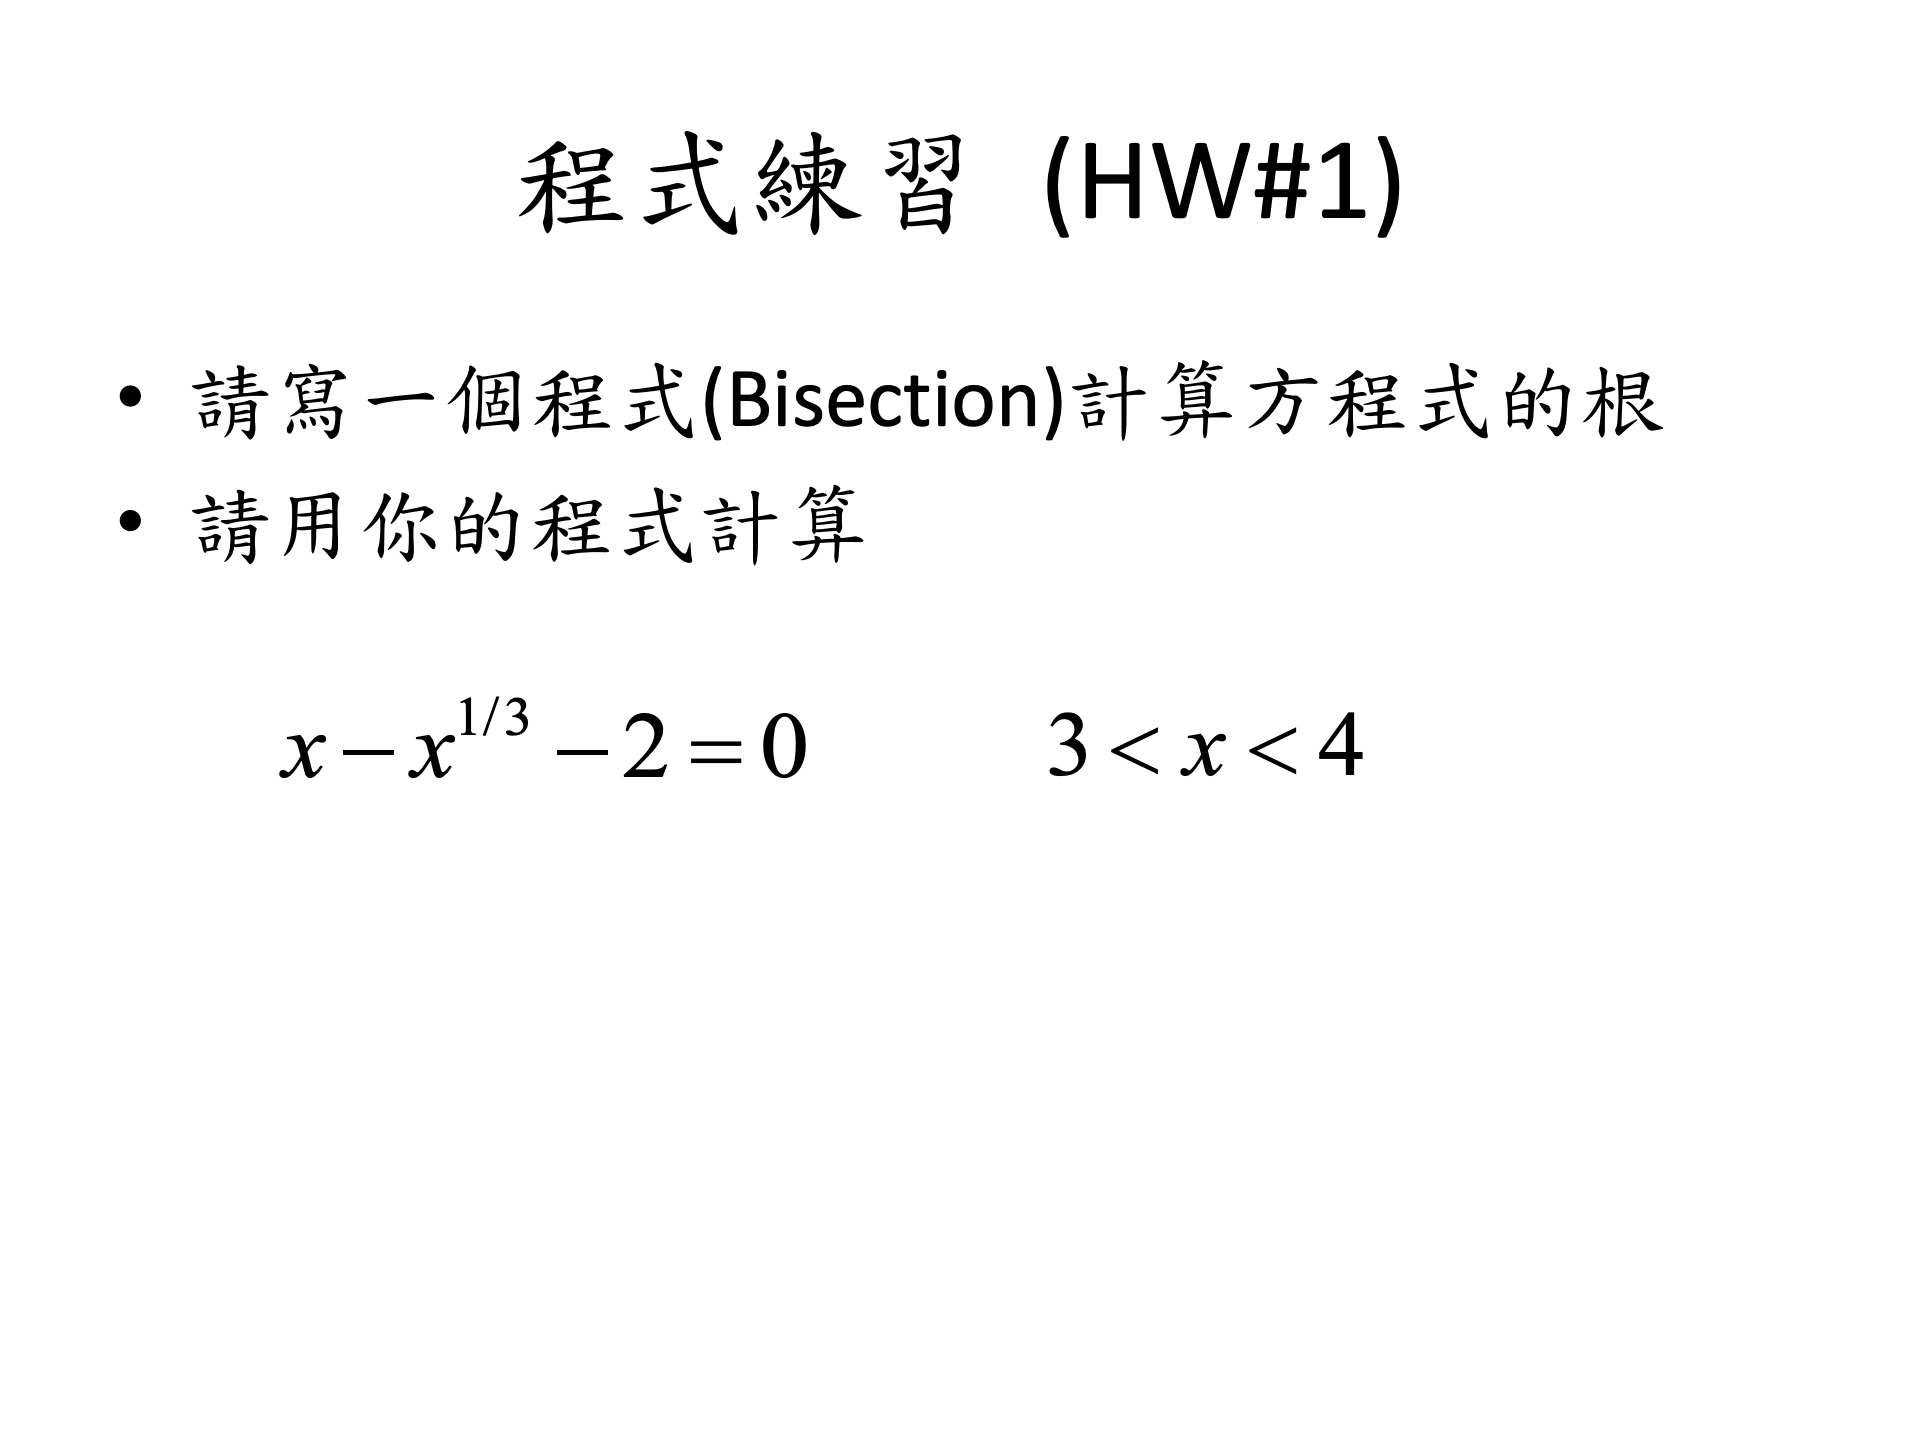 程式練習 (HW#1)
• 請寫一個程式(Bisection)計算方程式的根
• 請用你的程式計算
x − x^{1/3} − 2 = 0 3 < x < 4